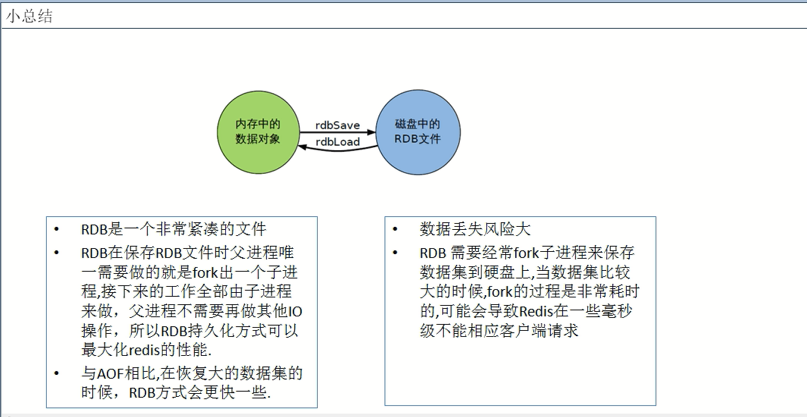 小总结
内存中的
数据对象
rdbSave
rdbLoad
磁盘中的
RDB文件
• RDB是一个非常紧凑的文件
• RDB在保存RDB文件时父进程唯
一需要做的就是fork出一个子进
程,接下来的工作全部由子进程
来做，父进程不需要再做其他IO
操作，所以RDB持久化方式可以
最大化redis的性能.
• 与AOF相比,在恢复大的数据集的
时候，RDB方式会更快一些.
• 数据丢失风险大
• RDB 需要经常fork子进程来保存
数据集到硬盘上,当数据集比较
大的时候,fork的过程是非常耗时
的,可能会导致Redis在一些毫秒
级不能相应客户端请求